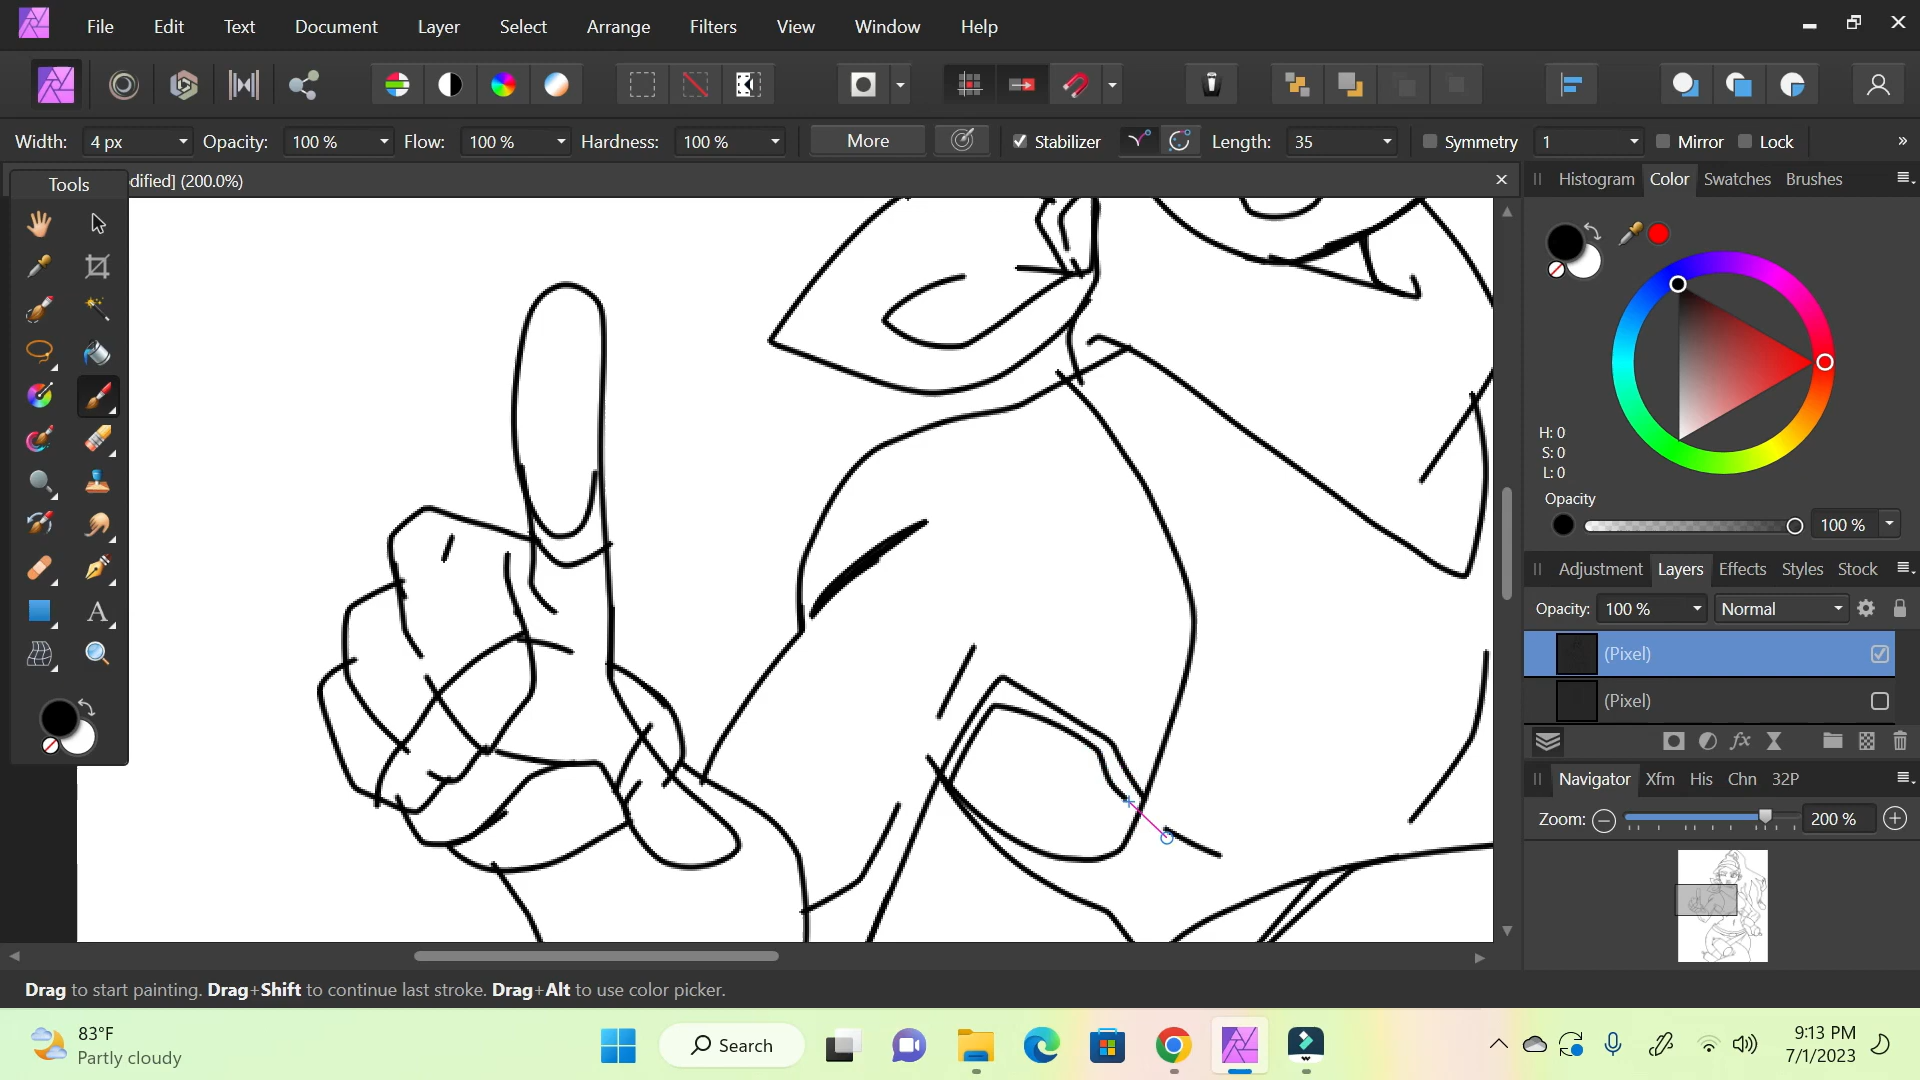 File Edit Text Document Layer Select Arrange Filters View Window Help
Width: 4 px Opacity: 100 % Flow: 100 % Hardness: 100 % More Stabilizer Length: 35 Symmetry 1 Mirror Lock »
Tools
dified] (200.0%)
Histogram Color Swatches Brushes
H: 0
S: 0
L: 0
Opacity
100 %
Adjustment Layers Effects Styles Stock
Opacity: 100 % Normal
(Pixel)
(Pixel)
Navigator Xfm His Chn 32P
Zoom: 200 %
Drag to start painting. Drag+Shift to continue last stroke. Drag+Alt to use color picker.
83°F
Partly cloudy
Search
9:13 PM
7/1/2023